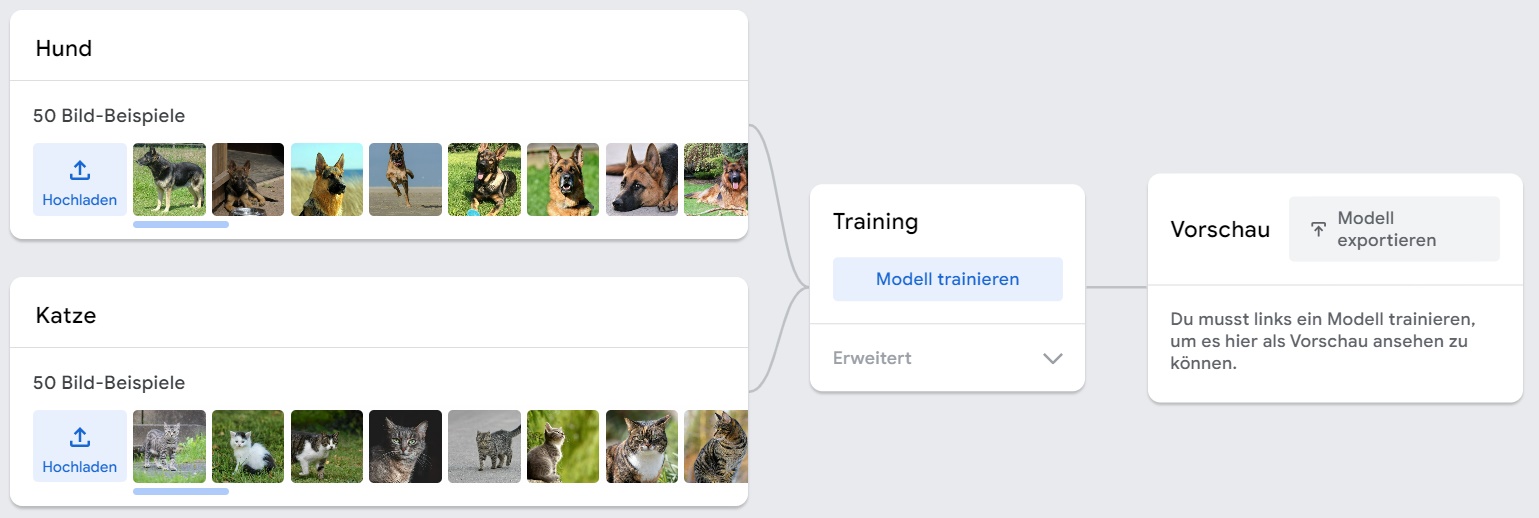 Hund
50 Bild-Beispiele
Hochladen
Katze
50 Bild-Beispiele
Hochladen
Training
Modell trainieren
Erweitert
Vorschau
Modell
exportieren
Du musst links ein Modell trainieren,
um es hier als Vorschau ansehen zu
können.